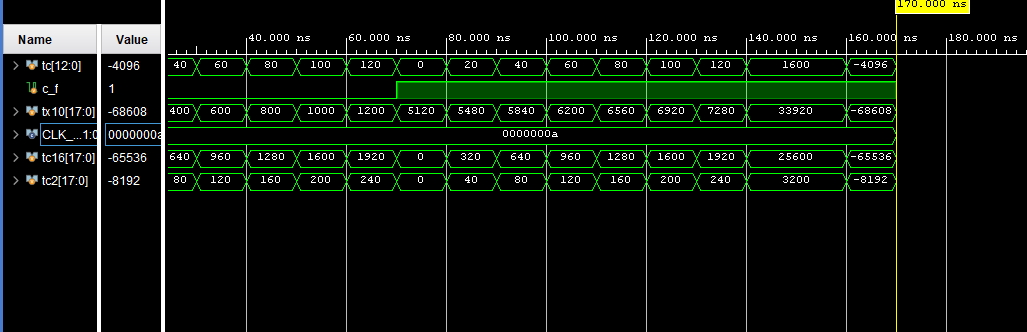 170.000 ns
Name Value
40.000 ns 60.000 ns 80.000 ns 100.000 ns 120.000 ns 140.000 ns 160.000 ns 180.000 ns
tc[12:0] -4096 40 60 80 100 120 0 20 40 60 80 100 120 1600 -4096
c_f 1
tx10[17:0] -68608 400 600 800 1000 1200 5120 5480 5840 6200 6560 6920 7280 33920 -68608
CLK_...1:0 0000000a 0000000a
tc16[17:0] -65536 640 960 1280 1600 1920 0 320 640 960 1280 1600 1920 25600 -65536
tc2[17:0] -8192 80 120 160 200 240 0 40 80 120 160 200 240 3200 -8192